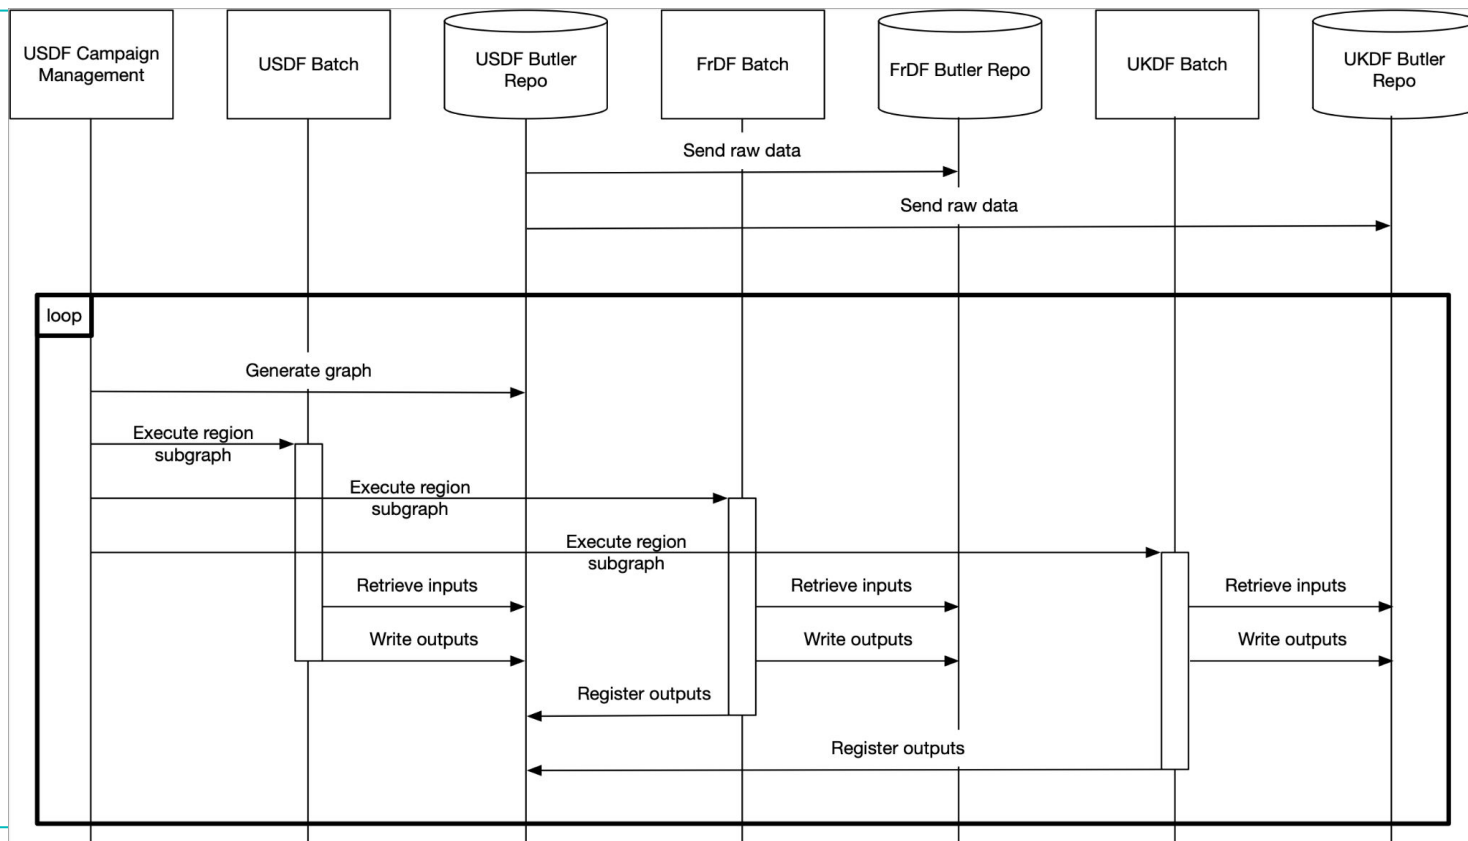 USDF Campaign
Management
USDF Batch
USDF Butler
Repo
FrDF Batch
FrDF Butler Repo
UKDF Batch
UKDF Butler
Repo
Send raw data
Send raw data
loop
Generate graph
Execute region
subgraph
Execute region
subgraph
Execute region
subgraph
Retrieve inputs
Retrieve inputs
Retrieve inputs
Write outputs
Write outputs
Write outputs
Register outputs
Register outputs